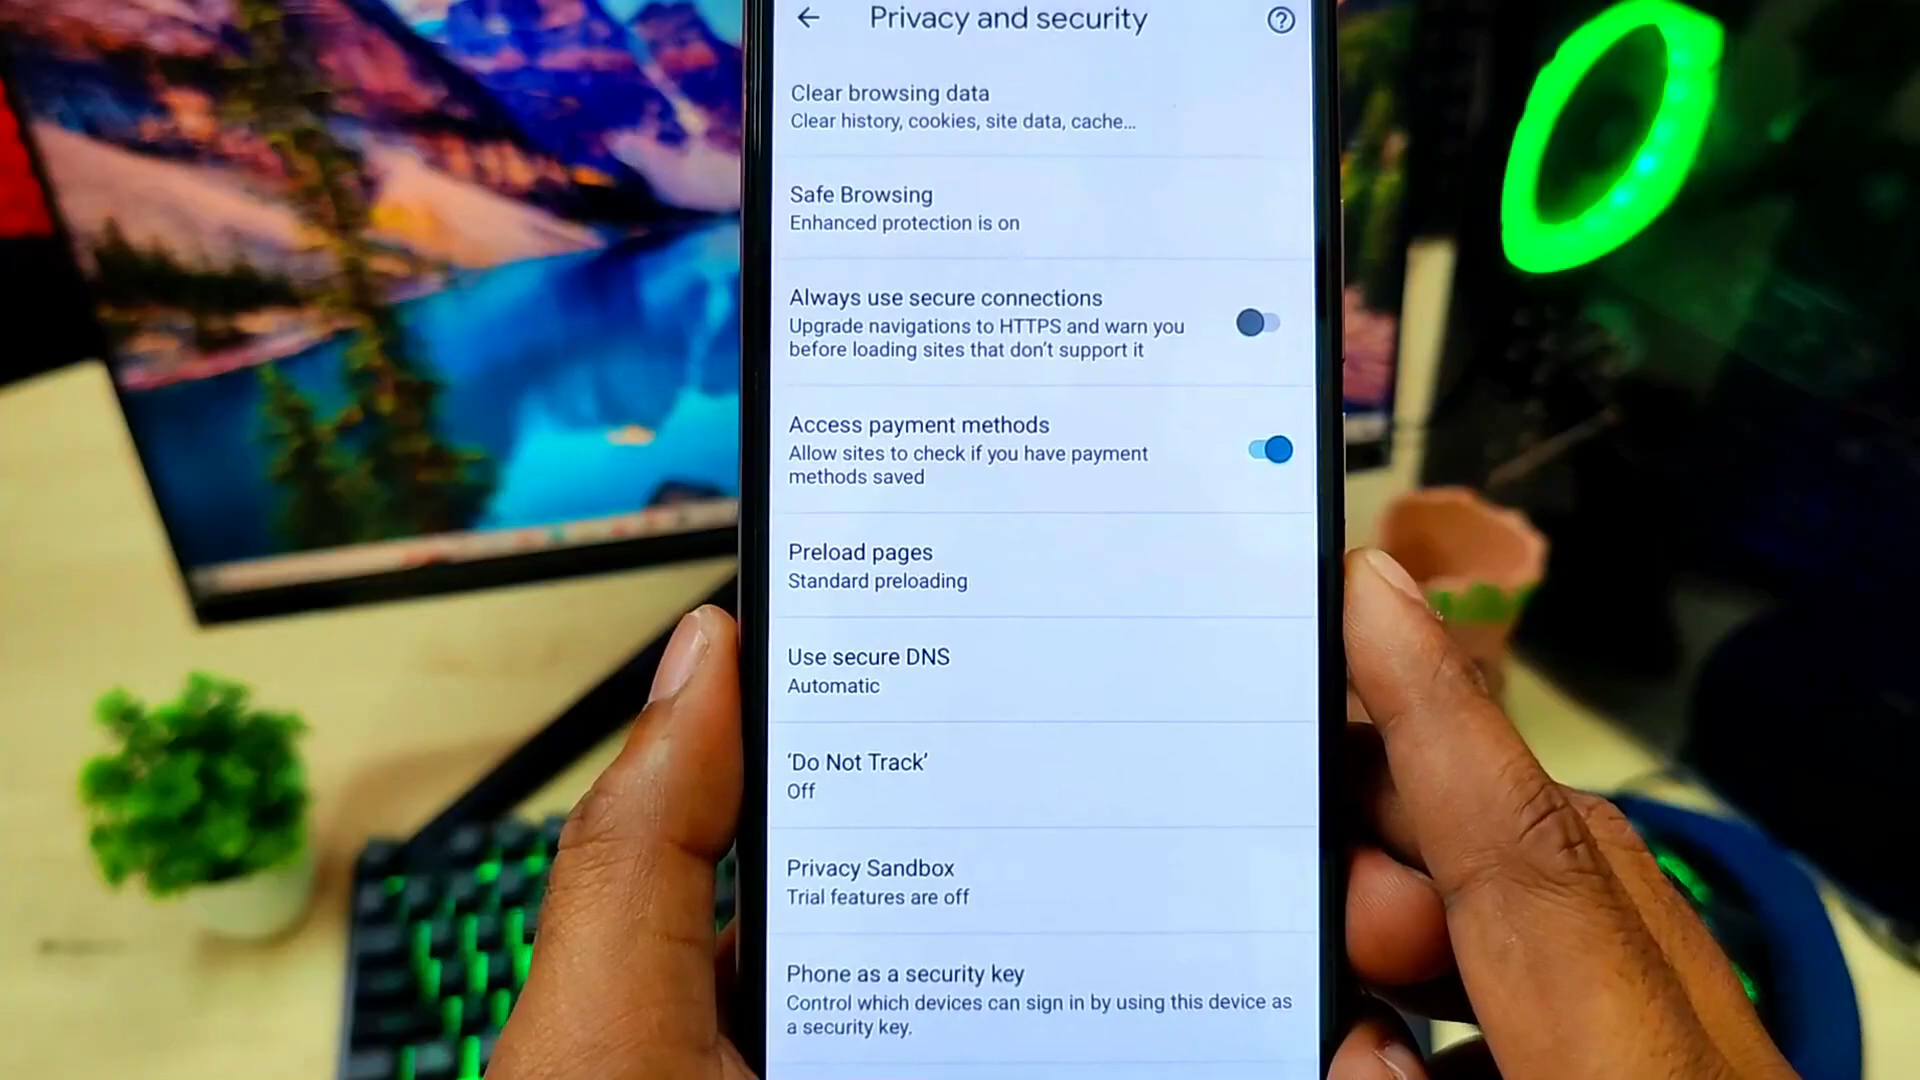 Privacy and security
Clear browsing data
Clear history, cookies, site data, cache...
Safe Browsing
Enhanced protection is on
Always use secure connections
Upgrade navigations to HTTPS and warn you
before loading sites that don't support it
Access payment methods
Allow sites to check if you have payment
methods saved
Preload pages
Standard preloading
Use secure DNS
Automatic
‘Do Not Track’
Off
Privacy Sandbox
Trial features are off
Phone as a security key
Control which devices can sign in by using this device as
a security key.